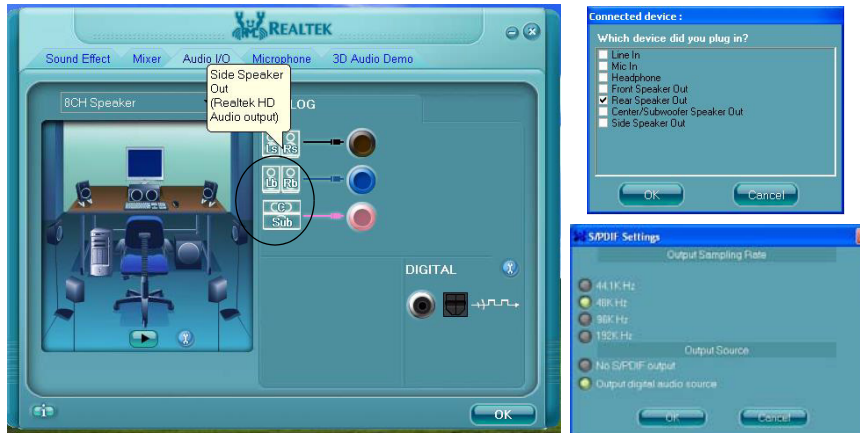 REALTEK
Sound Effect Mixer Audio I/O Microphone 3D Audio Demo
Side Speaker
Out
(Realtek HD
Audio output)
8CH Speaker
LOG
Ls Rs
Lb Rb
C
Sub
DIGITAL
OK
Connected device :
Which device did you plug in?
Line In
Mic In
Headphone
Front Speaker Out
Rear Speaker Out
Center/Subwoofer Speaker Out
Side Speaker Out
OK Cancel
S/PDIF Settings
Output Sampling Rate
44.1K Hz
48K Hz
96K Hz
192K Hz
Output Source
No S/PDIF output
Output digital audio source
OK Cancel